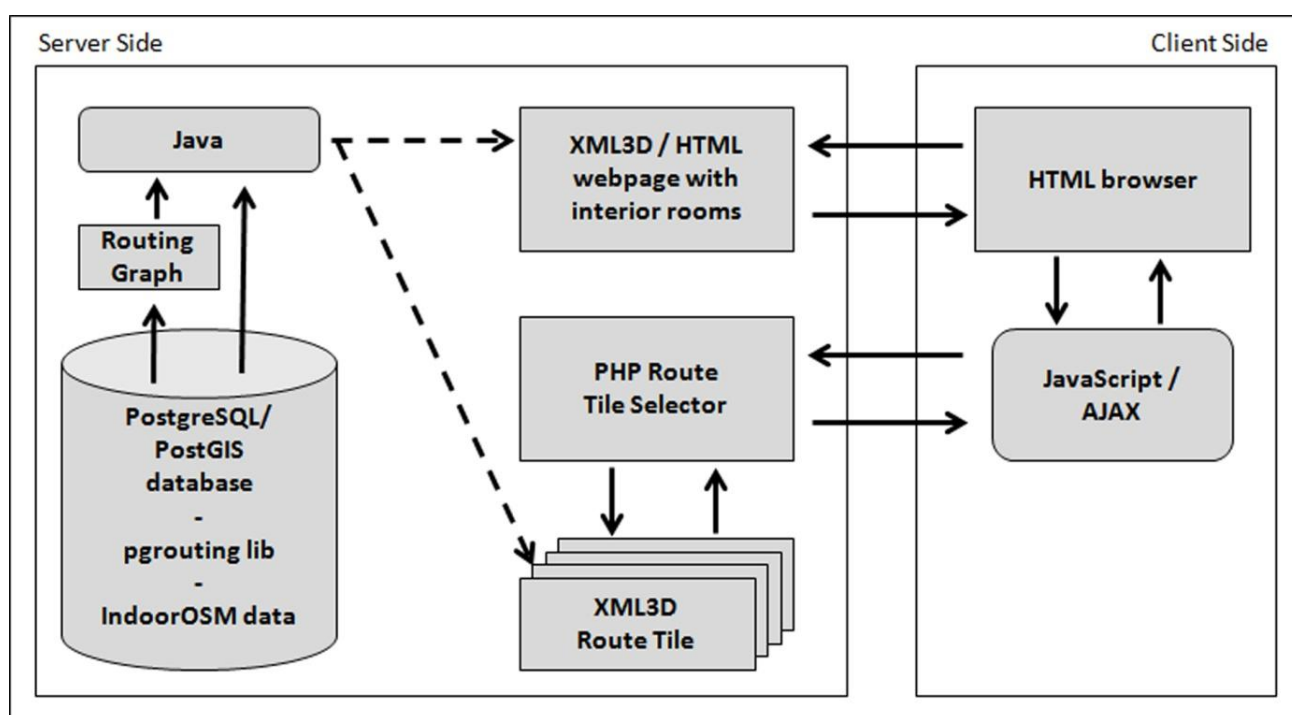 Server Side
Client Side
Java
XML3D / HTML
webpage with
interior rooms
HTML browser
Routing
Graph
PHP Route
Tile Selector
JavaScript /
AJAX
PostgreSQL/
PostGIS
database
-
pgrouting lib
-
IndoorOSM data
XML3D
Route Tile